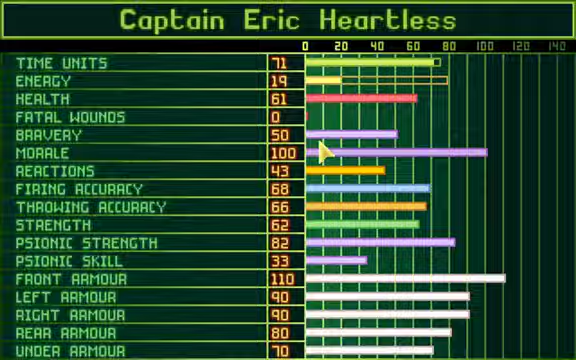 Captain Eric Heartless
0 20 40 60 80 100 120 140
TIME UNITS 71
ENERGY 19
HEALTH 61
FATAL WOUNDS 0
BRAVERY 50
MORALE 100
REACTIONS 43
FIRING ACCURACY 68
THROWING ACCURACY 66
STRENGTH 62
PSIONIC STRENGTH 82
PSIONIC SKILL 33
FRONT ARMOUR 110
LEFT ARMOUR 90
RIGHT ARMOUR 90
REAR ARMOUR 80
UNDER ARMOUR 70